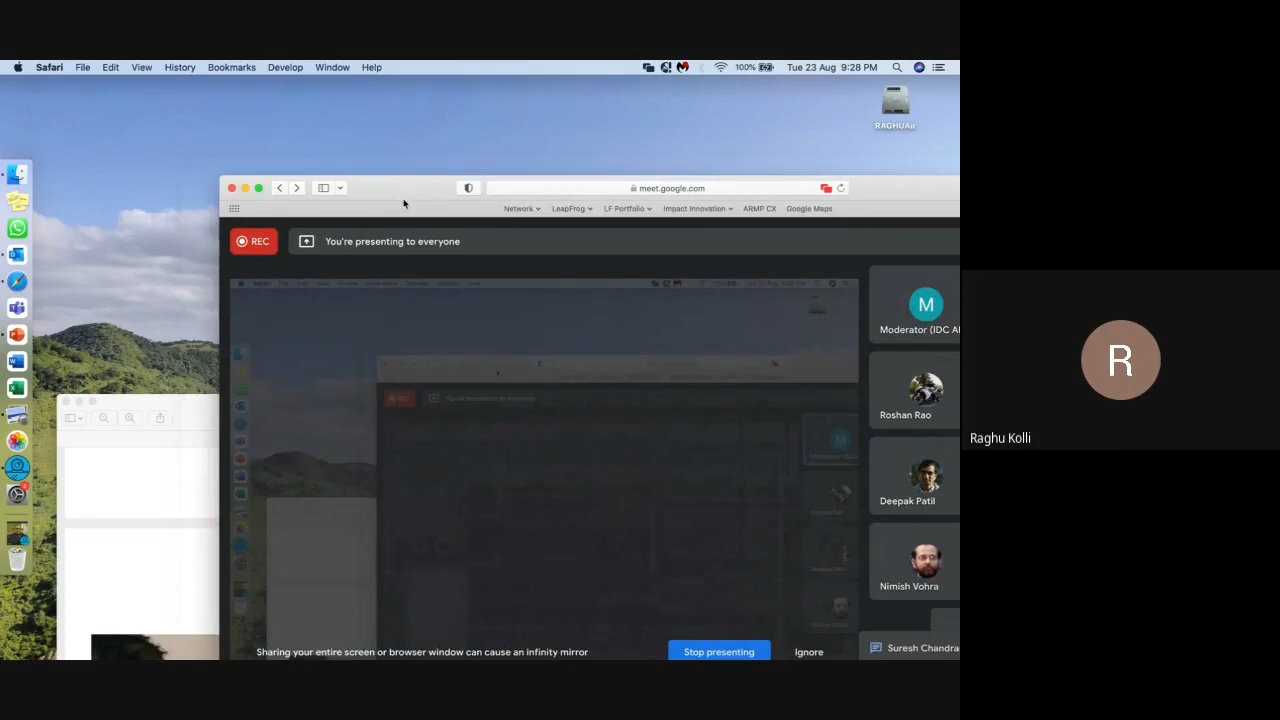 Safari File Edit View History Bookmarks Develop Window Help 100% Tue 23 Aug 9:28 PM
RAGHUAir
meet.google.com
Network LeapFrog LF Portfolio Impact Innovation ARMP CX Google Maps
REC You're presenting to everyone
M
Moderator (IDC A
Roshan Rao
Deepak Patil
Nimish Vohra
Sharing your entire screen or browser window can cause an infinity mirror Stop presenting Ignore
Suresh Chandra
R
Raghu Kolli